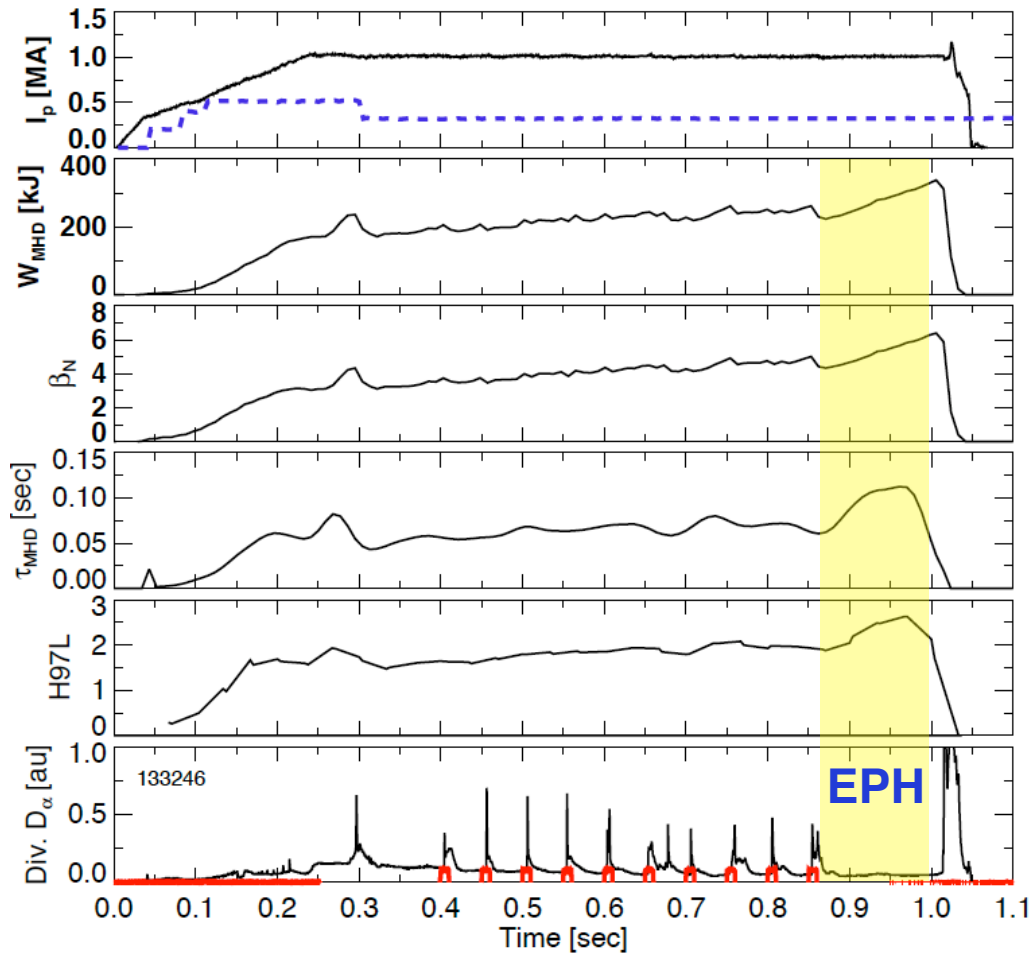 I_p [MA]
1.5
1.0
0.5
0.0
W_MHD [kJ]
400
200
0
β_N
8
6
4
2
0
τ_MHD [sec]
0.15
0.10
0.05
0.00
H97L
3
2
1
0
Div. D_α [au]
1.0
0.5
0.0
133246
EPH
0.0 0.1 0.2 0.3 0.4 0.5 0.6 0.7 0.8 0.9 1.0 1.1
Time [sec]